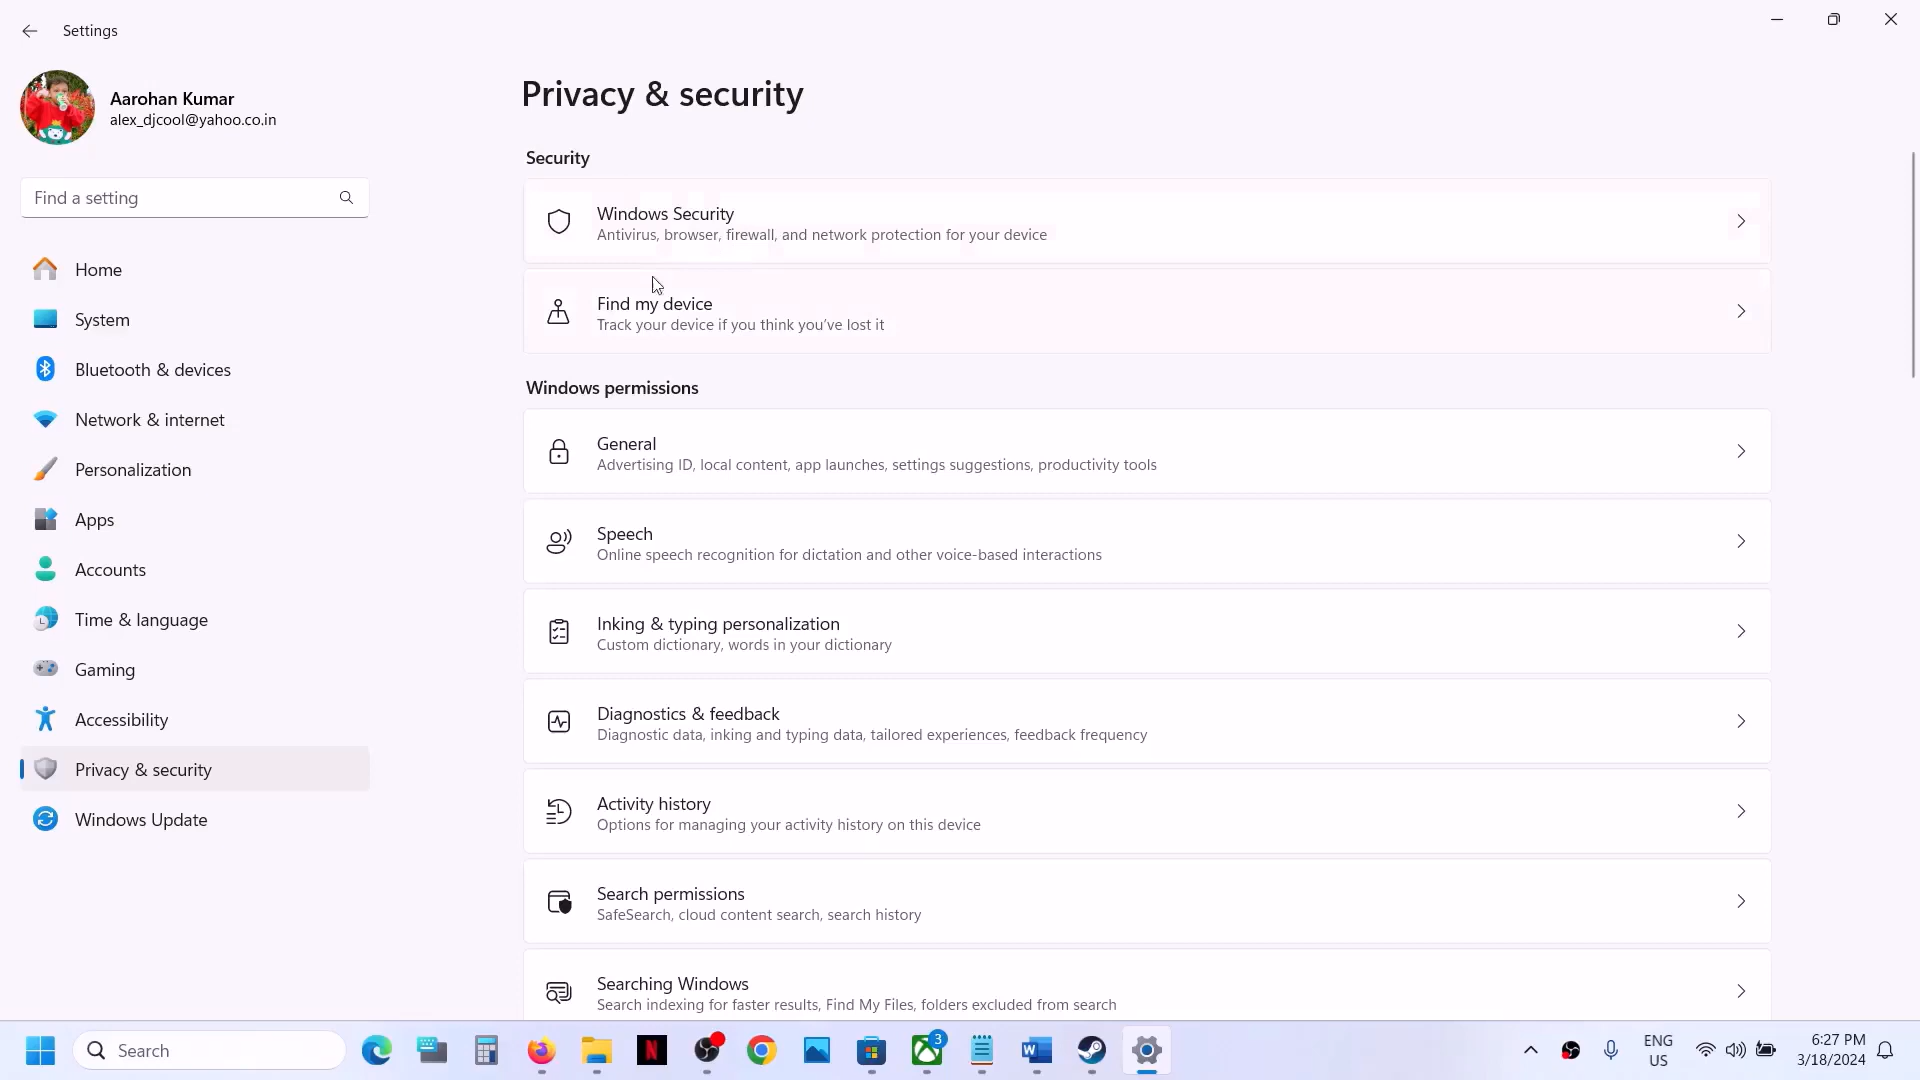 Settings
Aarohan Kumar
alex_djcool@yahoo.co.in
Find a setting
Home
System
Bluetooth & devices
Network & internet
Personalization
Apps
Accounts
Time & language
Gaming
Accessibility
Privacy & security
Windows Update
Privacy & security
Security
Windows Security
Antivirus, browser, firewall, and network protection for your device
Find my device
Track your device if you think you've lost it
Windows permissions
General
Advertising ID, local content, app launches, settings suggestions, productivity tools
Speech
Online speech recognition for dictation and other voice-based interactions
Inking & typing personalization
Custom dictionary, words in your dictionary
Diagnostics & feedback
Diagnostic data, inking and typing data, tailored experiences, feedback frequency
Activity history
Options for managing your activity history on this device
Search permissions
SafeSearch, cloud content search, search history
Searching Windows
Search indexing for faster results, Find My Files, folders excluded from search
Search
N
3
W
ENG
US
6:27 PM
3/18/2024